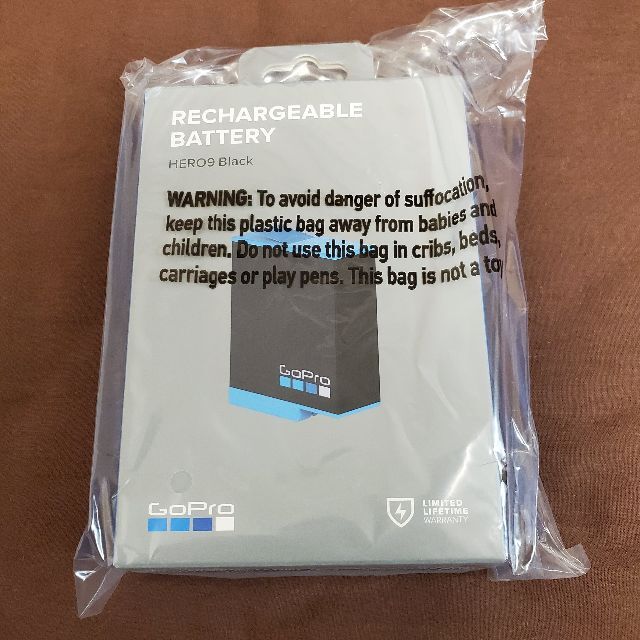 RECHARGEABLE
BATTERY
HERO9 Black
WARNING: To avoid danger of suffocation,
keep this plastic bag away from babies and
children. Do not use this bag in cribs, beds,
carriages or play pens. This bag is not a toy
GoPro
GoPro
LIMITED
LIFETIME
WARRANTY